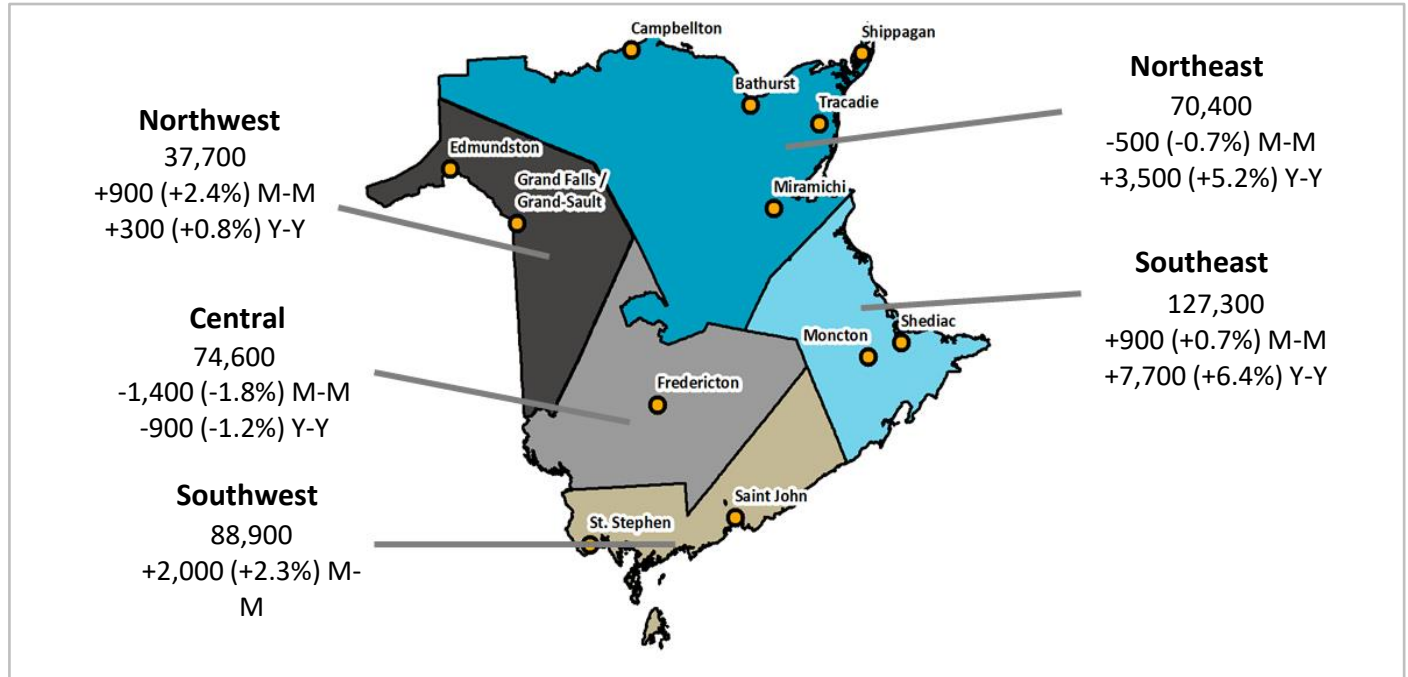 Campbellton
Shippagan
Bathurst
Tracadie
Northwest
37,700
+900 (+2.4%) M-M
+300 (+0.8%) Y-Y
Edmundston
Grand Falls /
Grand-Sault
Miramichi
Northeast
70,400
-500 (-0.7%) M-M
+3,500 (+5.2%) Y-Y
Central
74,600
-1,400 (-1.8%) M-M
-900 (-1.2%) Y-Y
Fredericton
Moncton
Shediac
Southeast
127,300
+900 (+0.7%) M-M
+7,700 (+6.4%) Y-Y
Southwest
88,900
+2,000 (+2.3%) M-
M
St. Stephen
Saint John